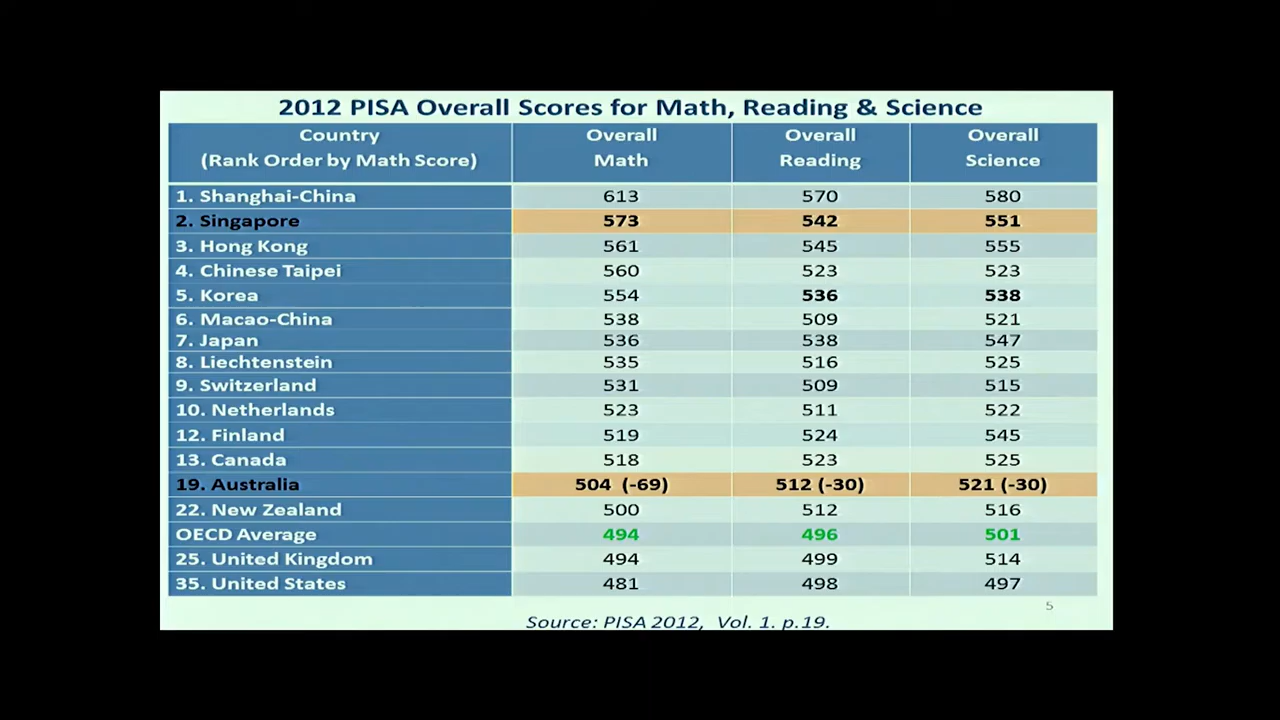 2012 PISA Overall Scores for Math, Reading & Science
Country (Rank Order by Math Score) Overall Math Overall Reading Overall Science
1. Shanghai-China 613 570 580
2. Singapore 573 542 551
3. Hong Kong 561 545 555
4. Chinese Taipei 560 523 523
5. Korea 554 536 538
6. Macao-China 538 509 521
7. Japan 536 538 547
8. Liechtenstein 535 516 525
9. Switzerland 531 509 515
10. Netherlands 523 511 522
12. Finland 519 524 545
13. Canada 518 523 525
19. Australia 504 (-69) 512 (-30) 521 (-30)
22. New Zealand 500 512 516
OECD Average 494 496 501
25. United Kingdom 494 499 514
35. United States 481 498 497
5
Source: PISA 2012, Vol. 1. p.19.